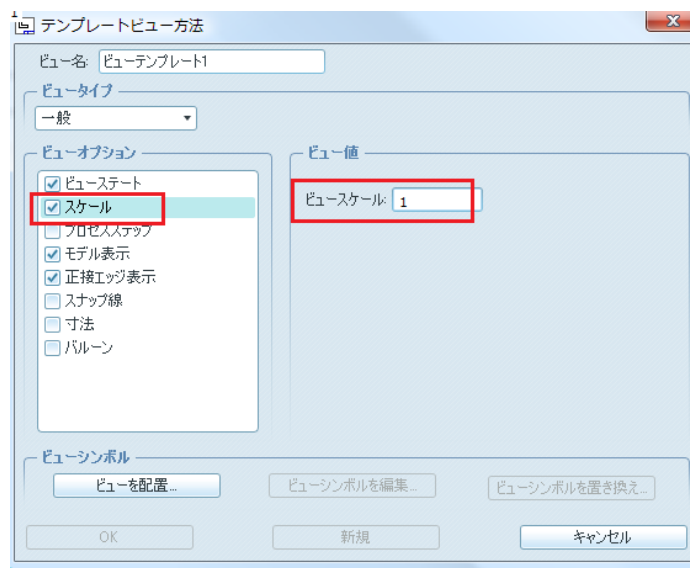 1
テンプレートビュー方法
ビュー名: ビューテンプレート1
ビュータイプ
一般
ビューオプション
ビューステート
スケール
プロセスステップ
モデル表示
正接エッジ表示
スナップ線
寸法
バルーン
ビュー値
ビュースケール: 1
ビューシンボル
ビューを配置...
ビューシンボルを編集...
ビューシンボルを置き換え...
OK
新規
キャンセル